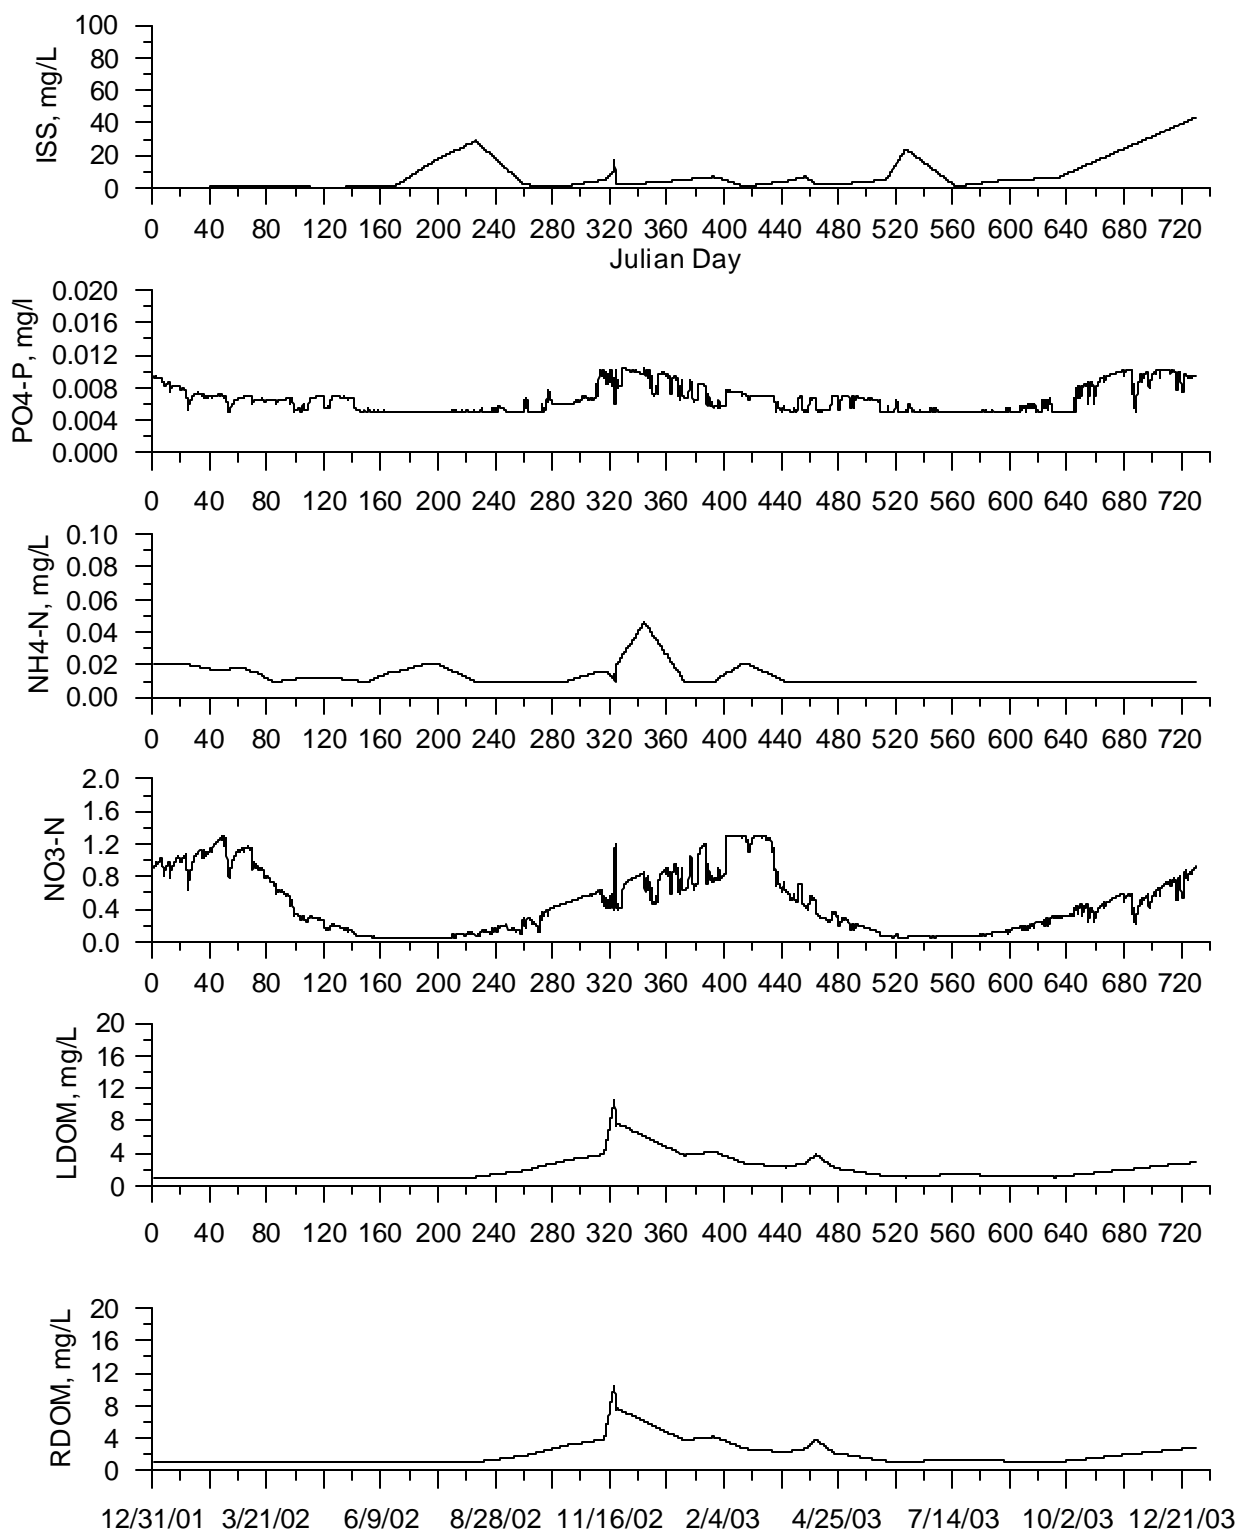 100
80
60
40
20
0
ISS, mg/L
0 40 80 120 160 200 240 280 320 360 400 440 480 520 560 600 640 680 720
Julian Day
0.020
0.016
0.012
0.008
0.004
0.000
PO4-P, mg/l
0 40 80 120 160 200 240 280 320 360 400 440 480 520 560 600 640 680 720
0.10
0.08
0.06
0.04
0.02
0.00
NH4-N, mg/L
0 40 80 120 160 200 240 280 320 360 400 440 480 520 560 600 640 680 720
2.0
1.6
1.2
0.8
0.4
0.0
NO3-N
0 40 80 120 160 200 240 280 320 360 400 440 480 520 560 600 640 680 720
20
16
12
8
4
0
LDOM, mg/L
0 40 80 120 160 200 240 280 320 360 400 440 480 520 560 600 640 680 720
20
16
12
8
4
0
RDOM, mg/L
12/31/01 3/21/02 6/9/02 8/28/02 11/16/02 2/4/03 4/25/03 7/14/03 10/2/03 12/21/03